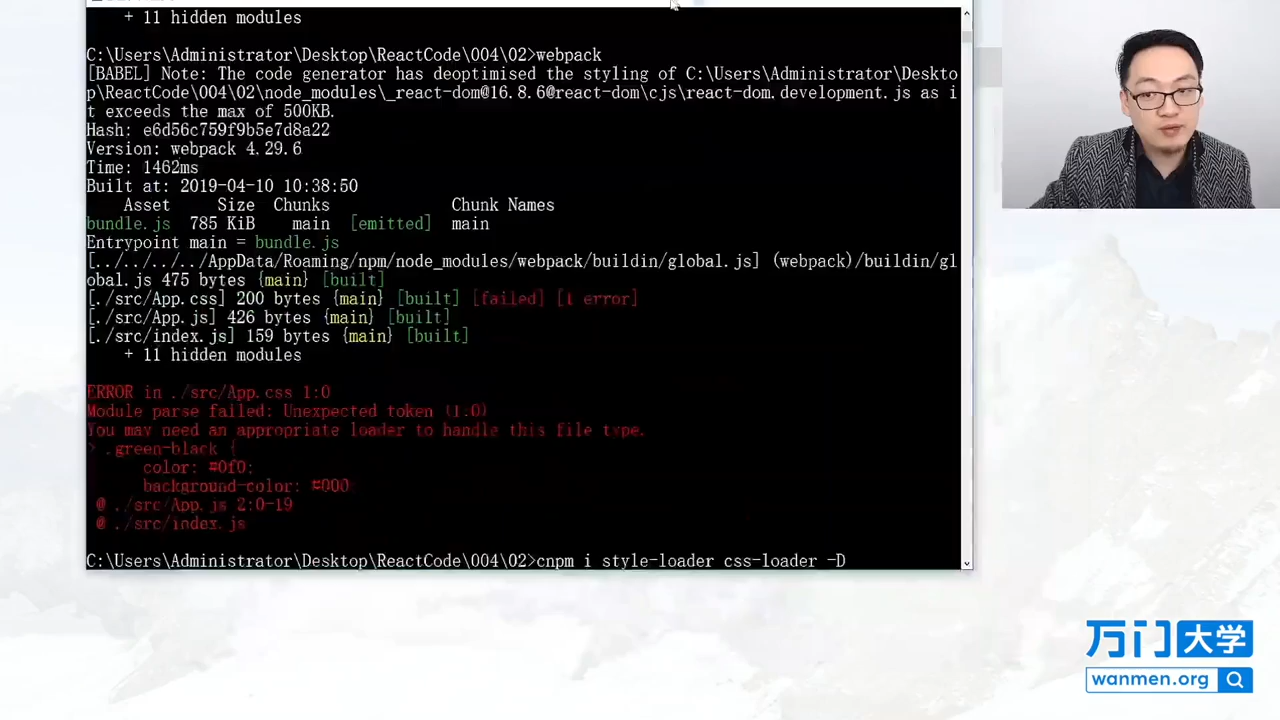 + 11 hidden modules
C:\Users\Administrator\Desktop\ReactCode\004\02>webpack
[BABEL] Note: The code generator has deoptimised the styling of C:\Users\Administrator\Deskto
p\ReactCode\004\02\node_modules\_react-dom@16.8.6@react-dom\cjs\react-dom.development.js as i
t exceeds the max of 500KB.
Hash: e6d56c759f9b5e7d8a22
Version: webpack 4.29.6
Time: 1462ms
Built at: 2019-04-10 10:38:50
Asset Size Chunks Chunk Names
bundle.js 785 KiB main [emitted] main
Entrypoint main = bundle.js
[../../../../AppData/Roaming/npm/node_modules/webpack/buildin/global.js] (webpack)/buildin/gl
obal.js 475 bytes {main} [built]
[./src/App.css] 200 bytes {main} [built] [failed] [1 error]
[./src/App.js] 426 bytes {main} [built]
[./src/index.js] 159 bytes {main} [built]
+ 11 hidden modules
ERROR in ./src/App.css 1:0
Module parse failed: Unexpected token (1:0)
You may need an appropriate loader to handle this file type.
> .green-black {
color: #0f0;
background-color: #000
@ ./src/App.js 2:0-19
@ ./src/index.js
C:\Users\Administrator\Desktop\ReactCode\004\02>cnpm i style-loader css-loader -D
万门大学
wanmen.org